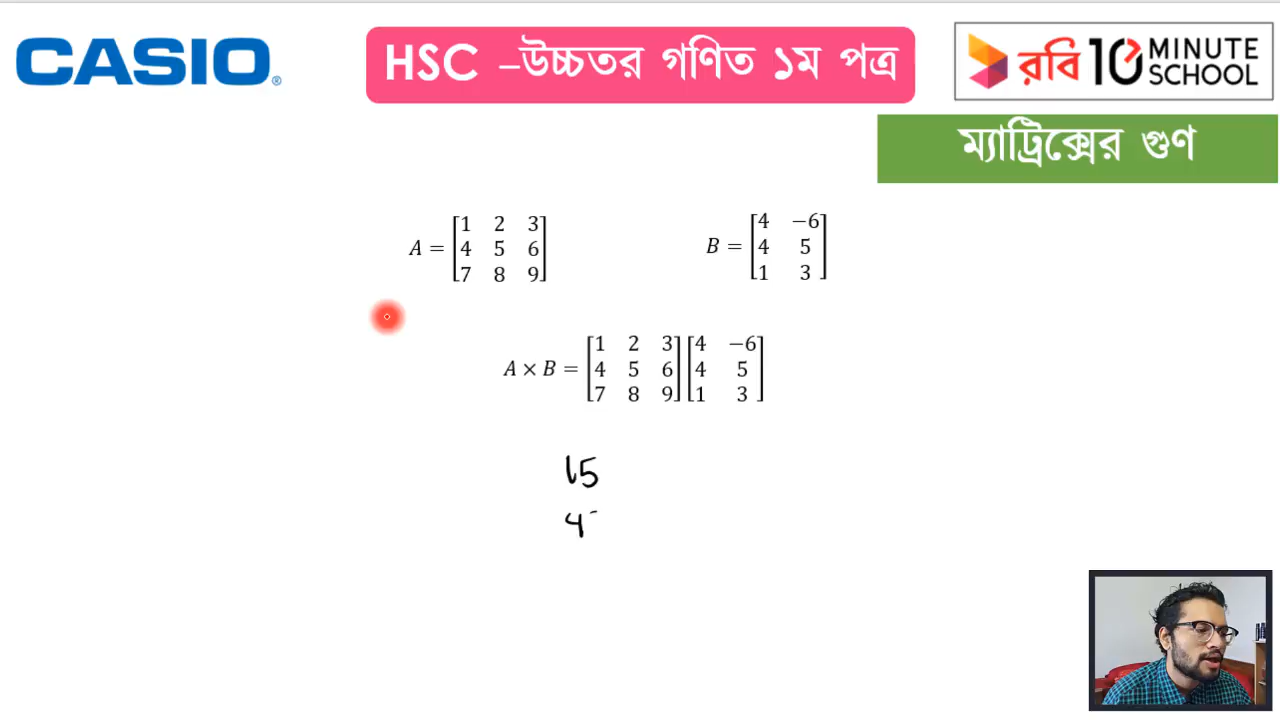 CASIO
HSC –উচ্চতর গণিত ১ম পত্র
রবি 10 MINUTE SCHOOL
ম্যাট্রিক্সের গুণ
A = [1 2 3
4 5 6
7 8 9]
B = [4 −6
4 5
1 3]
A × B = [1 2 3 [4 −6
4 5 6 4 5
7 8 9] 1 3]
15
4